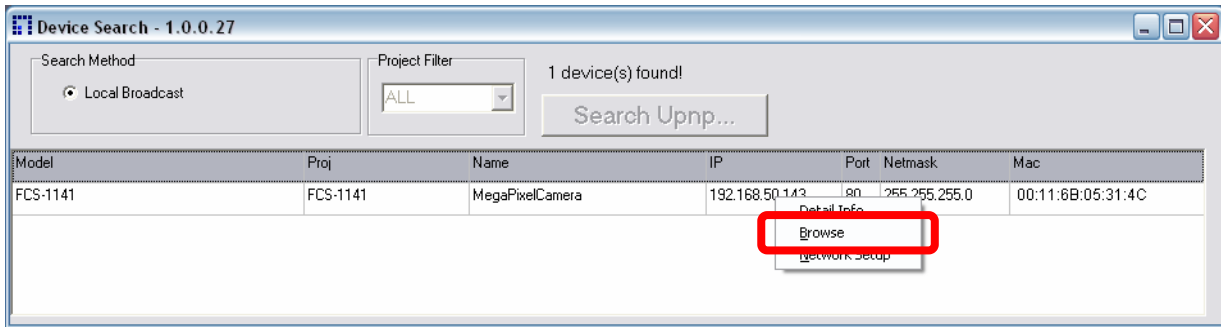 Device Search - 1.0.0.27
Search Method
Local Broadcast
Project Filter
ALL
1 device(s) found!
Search Upnp...
Model Proj Name IP Port Netmask Mac
FCS-1141 FCS-1141 MegaPixelCamera 192.168.50.143 80 255.255.255.0 00:11:6B:05:31:4C
Detail Info
Browse
Network Setup